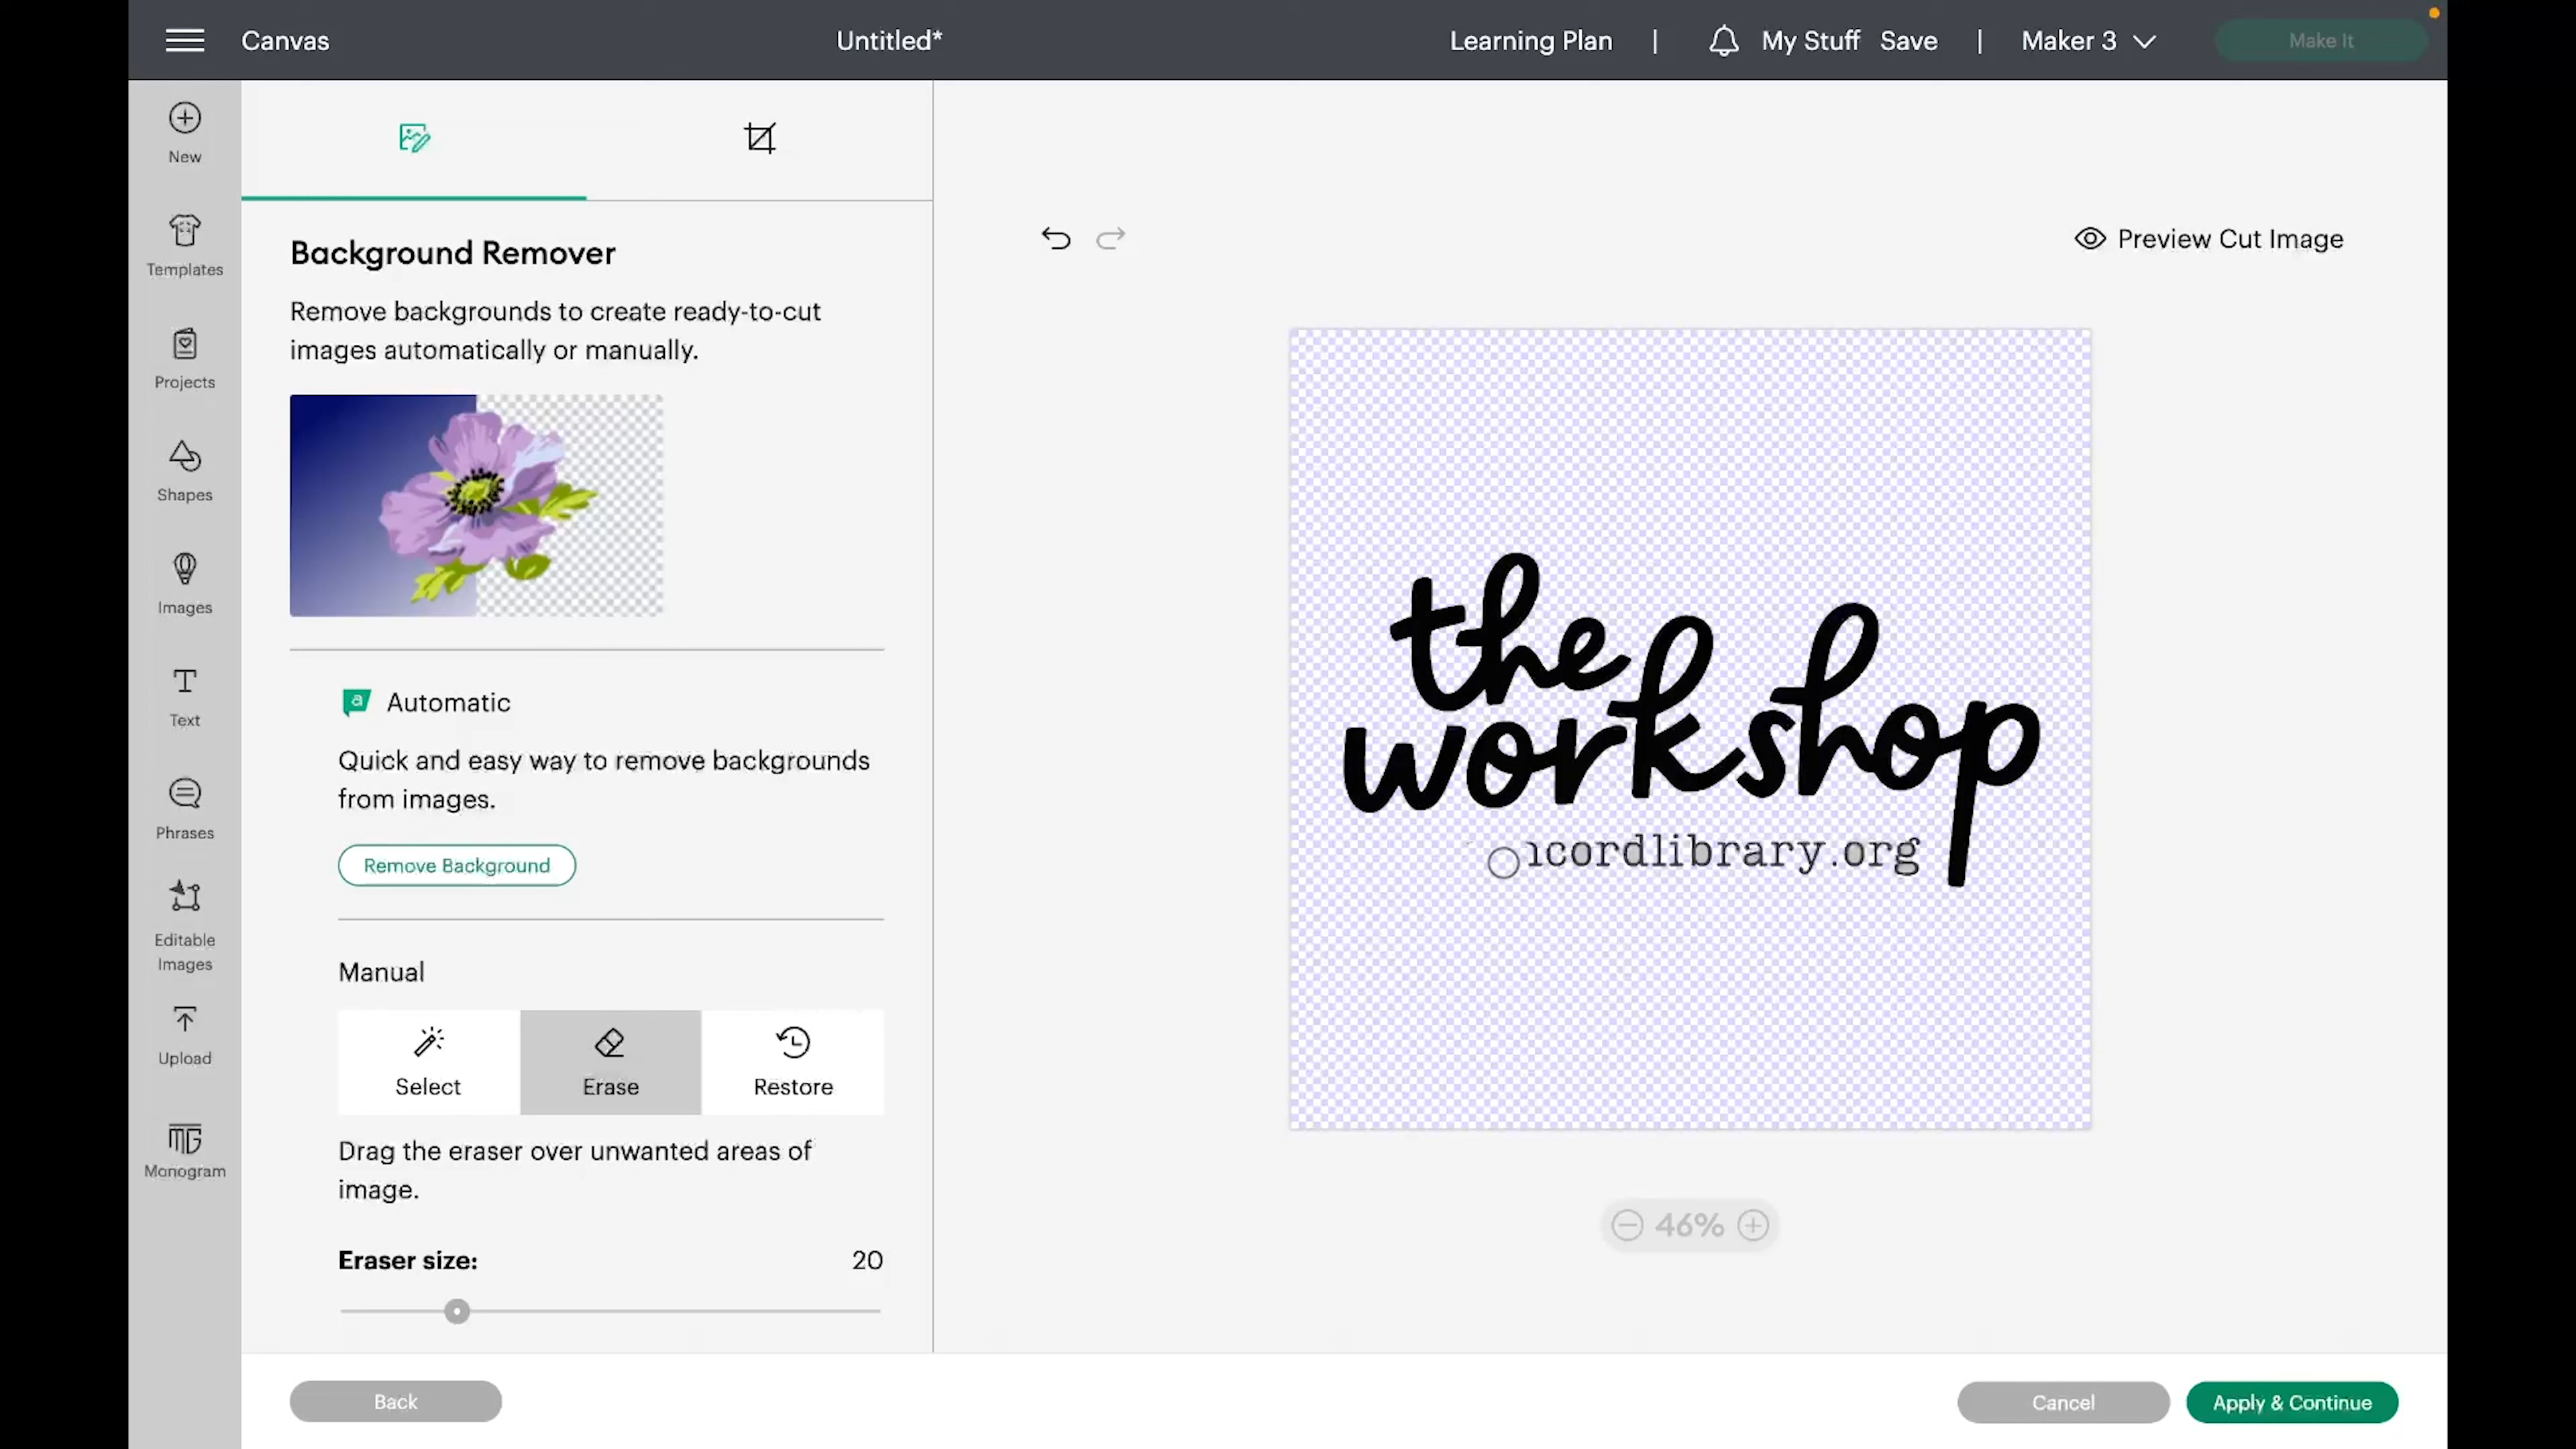 Canvas
Untitled*
Learning Plan | My Stuff Save | Maker 3
Make It
New
Templates
Projects
Shapes
Images
Text
Phrases
Editable
Images
Upload
Monogram
Background Remover
Remove backgrounds to create ready-to-cut
images automatically or manually.
a Automatic
Quick and easy way to remove backgrounds
from images.
Remove Background
Manual
Select
Erase
Restore
Drag the eraser over unwanted areas of
image.
Eraser size: 20
Preview Cut Image
the
workshop
cordlibrary.org
46%
Back
Cancel
Apply & Continue